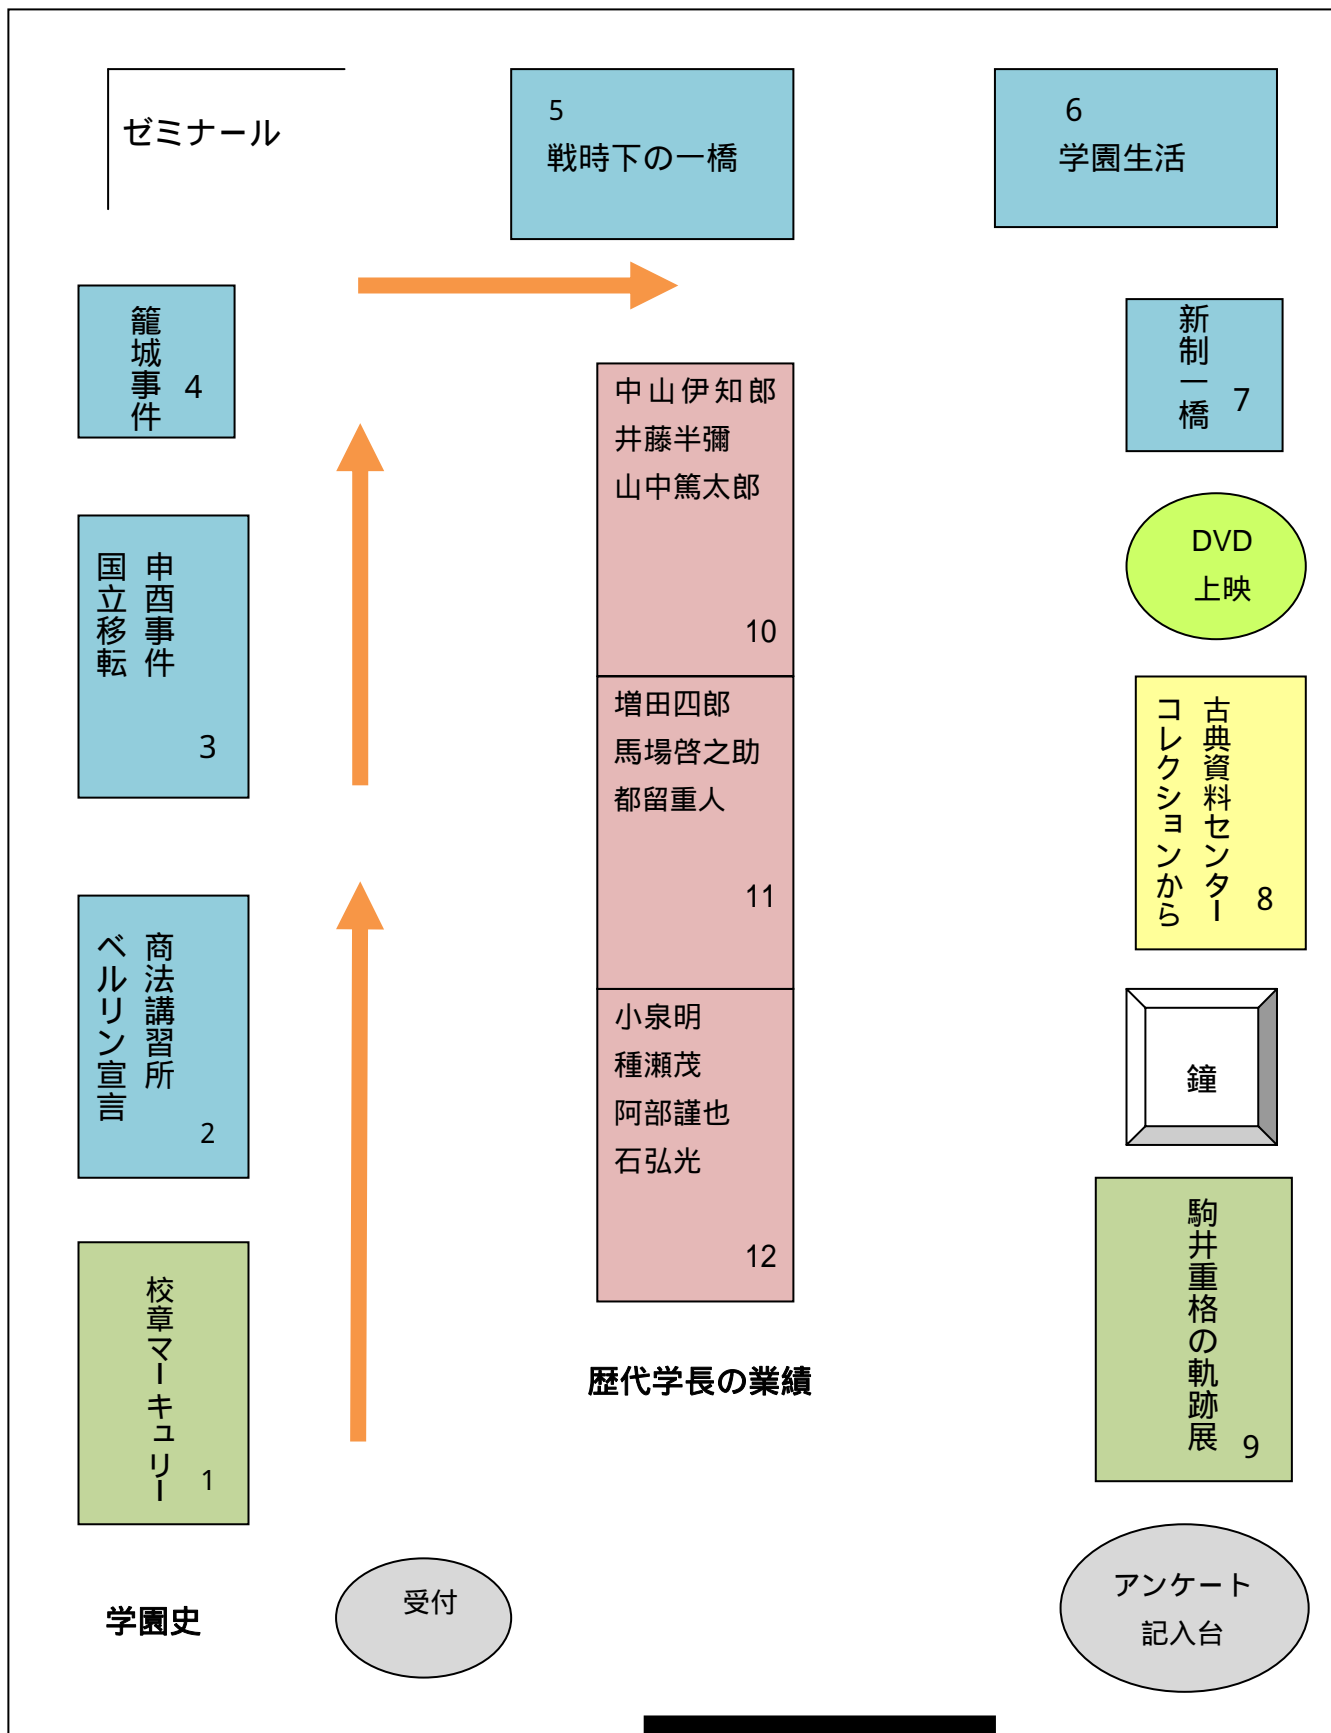 ゼミナール
5
戦時下の一橋
6
学園生活
籠城事件
4
新制一橋
7
中山伊知郎
井藤半彌
山中篤太郎
10
DVD
上映
申酉事件
国立移転
3
増田四郎
馬場啓之助
都留重人
11
古典資料センター
コレクションから
8
商法講習所
ベルリン宣言
2
小泉明
種瀬茂
阿部謹也
石弘光
12
鐘
校章マーキュリー
1
駒井重格の軌跡展
9
歴代学長の業績
学園史
受付
アンケート
記入台